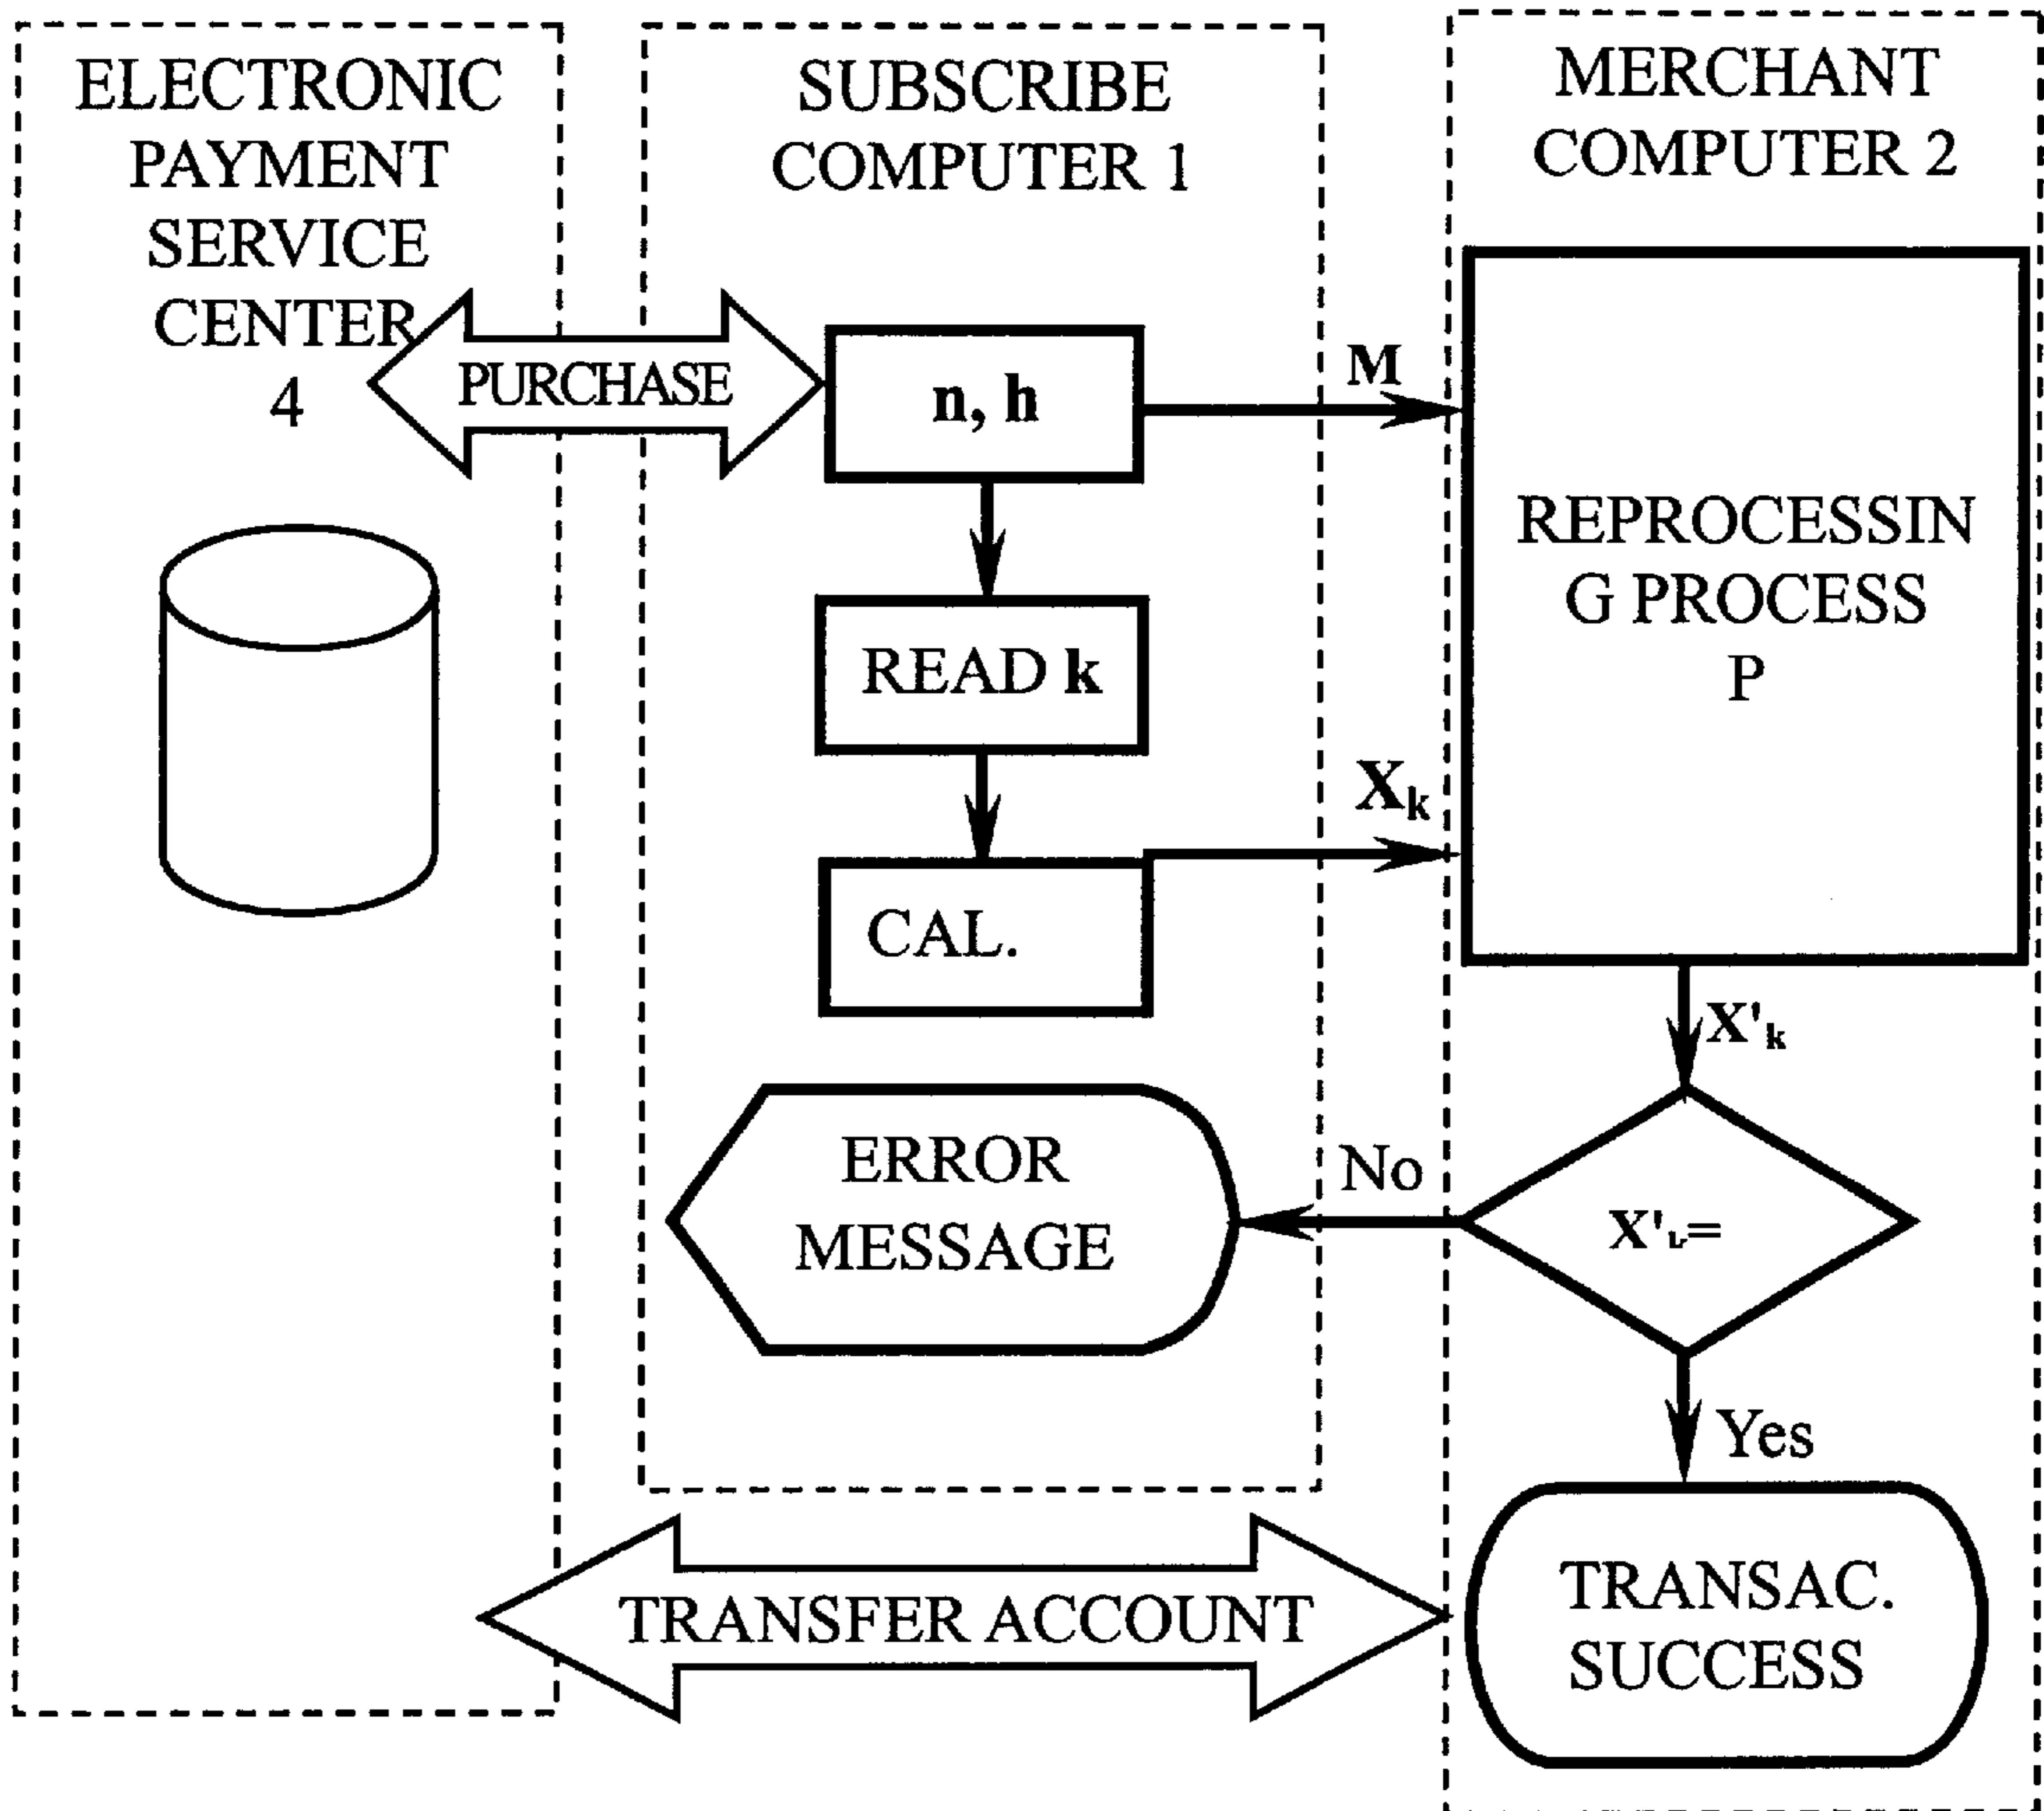 ELECTRONIC
PAYMENT
SERVICE
CENTER
4
SUBSCRIBE
COMPUTER 1
MERCHANT
COMPUTER 2
PURCHASE
n, h
M
REPROCESSIN
G PROCESS
P
READ k
Xk
CAL.
X'k
ERROR
MESSAGE
No
X'k=
Yes
TRANSFER ACCOUNT
TRANSAC.
SUCCESS